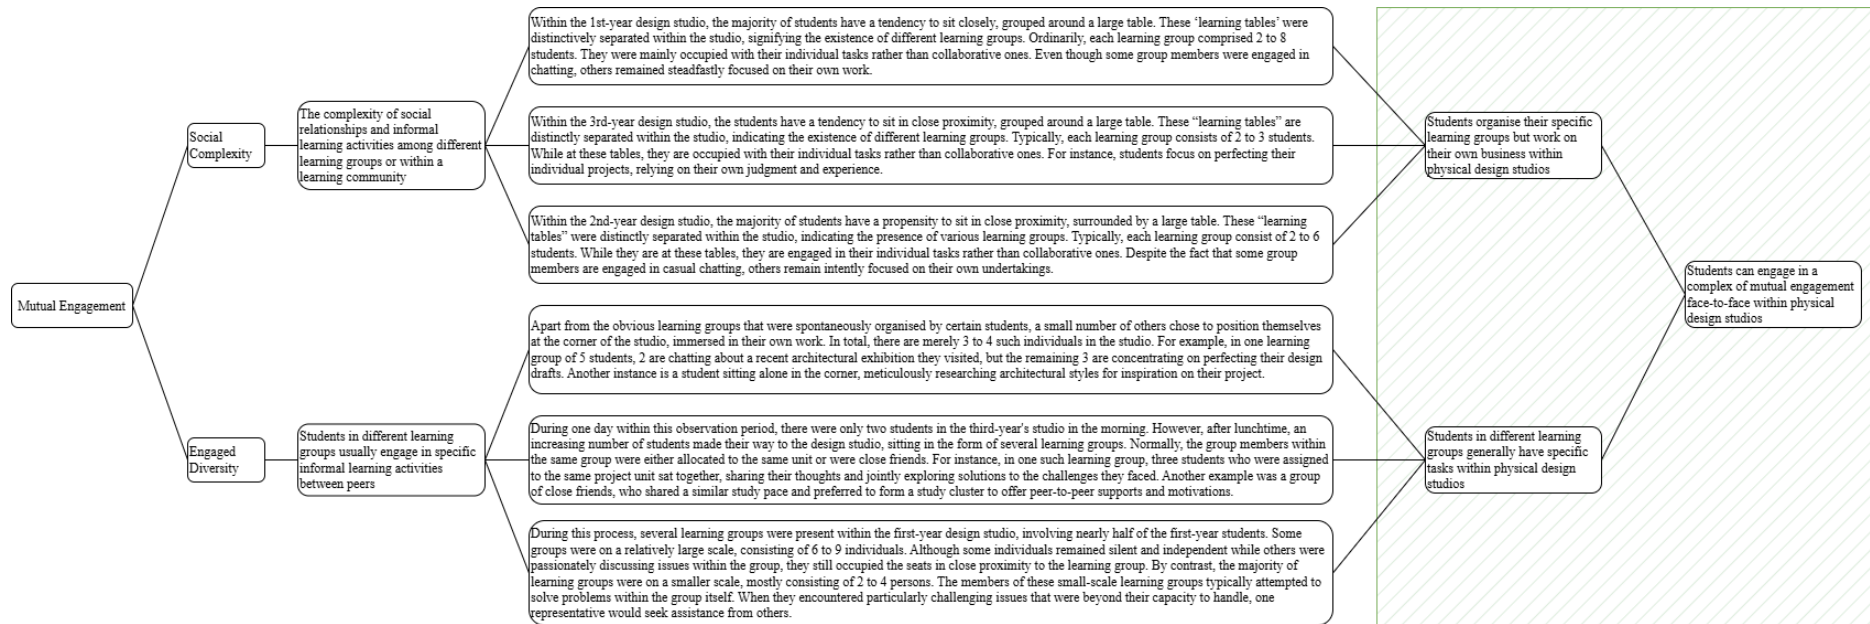 Mutual Engagement
Social
Complexity
The complexity of social
relationships and informal
learning activities among different
learning groups or within a
learning community
Within the 1st-year design studio, the majority of students have a tendency to sit closely, grouped around a large table. These ‘learning tables’ were
distinctively separated within the studio, signifying the existence of different learning groups. Ordinarily, each learning group comprised 2 to 8
students. They were mainly occupied with their individual tasks rather than collaborative ones. Even though some group members were engaged in
chatting, others remained steadfastly focused on their own work.
Within the 3rd-year design studio, the students have a tendency to sit in close proximity, grouped around a large table. These “learning tables” are
distinctly separated within the studio, indicating the existence of different learning groups. Typically, each learning group consists of 2 to 3 students.
While at these tables, they are occupied with their individual tasks rather than collaborative ones. For instance, students focus on perfecting their
individual projects, relying on their own judgment and experience.
Within the 2nd-year design studio, the majority of students have a propensity to sit in close proximity, surrounded by a large table. These “learning
tables” were distinctly separated within the studio, indicating the presence of various learning groups. Typically, each learning group consist of 2 to 6
students. While they are at these tables, they are engaged in their individual tasks rather than collaborative ones. Despite the fact that some group
members are engaged in casual chatting, others remain intently focused on their own undertakings.
Students organise their specific
learning groups but work on
their own business within
physical design studios
Engaged
Diversity
Students in different learning
groups usually engage in specific
informal learning activities
between peers
Apart from the obvious learning groups that were spontaneously organised by certain students, a small number of others chose to position themselves
at the corner of the studio, immersed in their own work. In total, there are merely 3 to 4 such individuals in the studio. For example, in one learning
group of 5 students, 2 are chatting about a recent architectural exhibition they visited, but the remaining 3 are concentrating on perfecting their design
drafts. Another instance is a student sitting alone in the corner, meticulously researching architectural styles for inspiration on their project.
During one day within this observation period, there were only two students in the third-year's studio in the morning. However, after lunchtime, an
increasing number of students made their way to the design studio, sitting in the form of several learning groups. Normally, the group members within
the same group were either allocated to the same unit or were close friends. For instance, in one such learning group, three students who were assigned
to the same project unit sat together, sharing their thoughts and jointly exploring solutions to the challenges they faced. Another example was a group
of close friends, who shared a similar study pace and preferred to form a study cluster to offer peer-to-peer supports and motivations.
During this process, several learning groups were present within the first-year design studio, involving nearly half of the first-year students. Some
groups were on a relatively large scale, consisting of 6 to 9 individuals. Although some individuals remained silent and independent while others were
passionately discussing issues within the group, they still occupied the seats in close proximity to the learning group. By contrast, the majority of
learning groups were on a smaller scale, mostly consisting of 2 to 4 persons. The members of these small-scale learning groups typically attempted to
solve problems within the group itself. When they encountered particularly challenging issues that were beyond their capacity to handle, one
representative would seek assistance from others.
Students in different learning
groups generally have specific
tasks within physical design
studios
Students can engage in a
complex of mutual engagement
face-to-face within physical
design studios